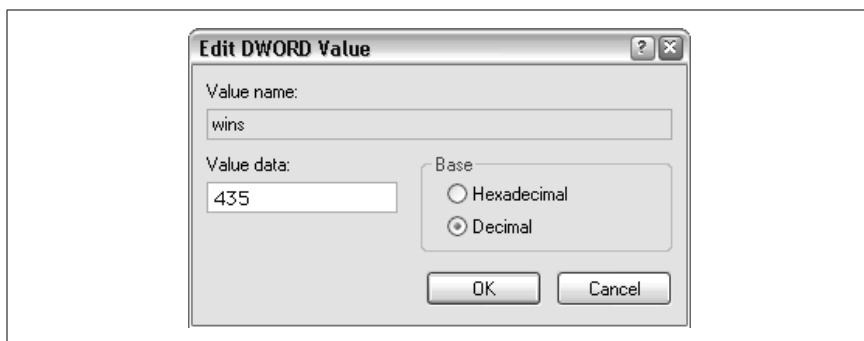 Edit DWORD Value
Value name:
wins
Value data:
435
Base
Hexadecimal
Decimal
OK
Cancel